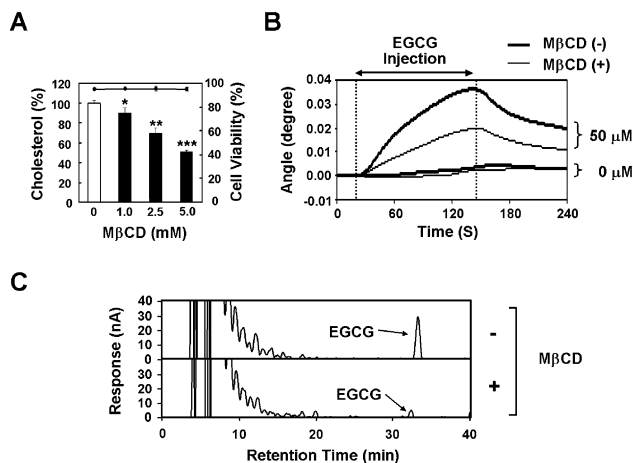 A
120
100
80
60
40
20
0
Cholesterol (%)
*
**
***
100
80
60
40
20
0
Cell Viability (%)
0 1.0 2.5 5.0
MβCD (mM)
B
EGCG
Injection
MβCD (-)
MβCD (+)
0.04
0.03
0.02
0.01
0.00
-0.01
Angle (degree)
50 μM
0 μM
0 60 120 180 240
Time (S)
C
Response (nA)
40
30
20
10
0
EGCG
-
30
20
10
0
EGCG
+
MβCD
0 10 20 30 40
Retention Time (min)